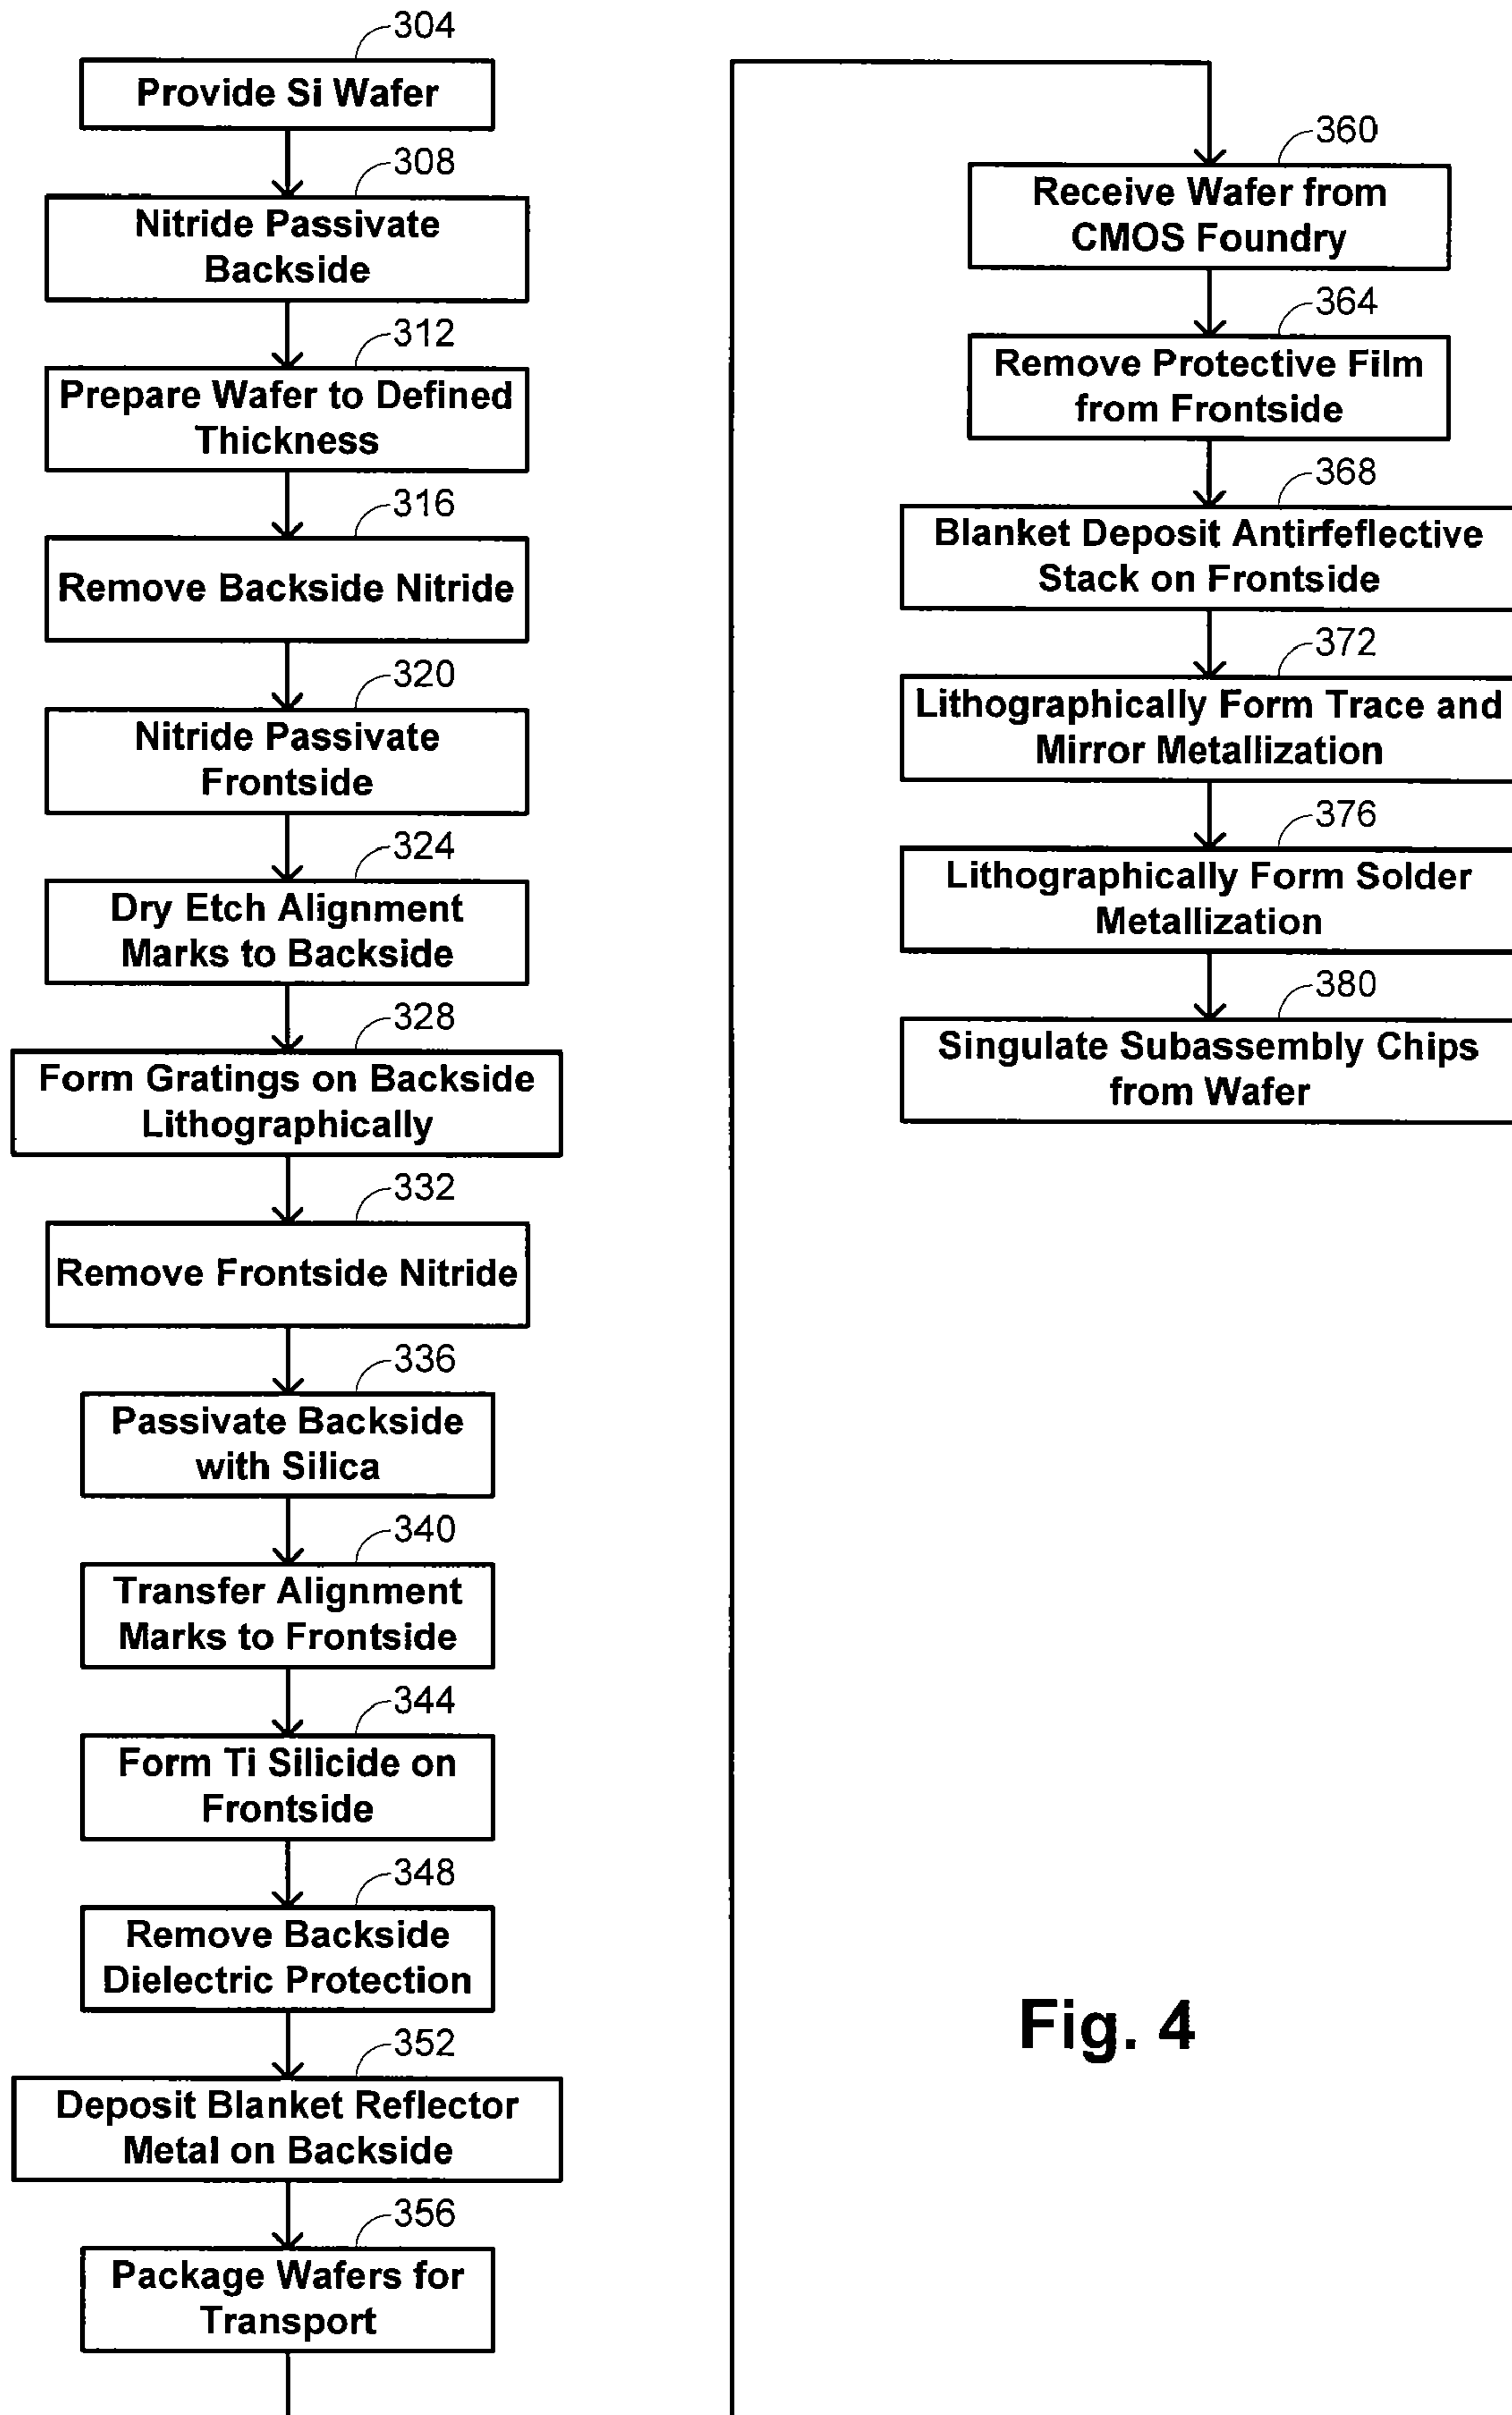 304
Provide Si Wafer
308
Nitride Passivate
Backside
312
Prepare Wafer to Defined
Thickness
316
Remove Backside Nitride
320
Nitride Passivate
Frontside
324
Dry Etch Alignment
Marks to Backside
328
Form Gratings on Backside
Lithographically
332
Remove Frontside Nitride
336
Passivate Backside
with Silica
340
Transfer Alignment
Marks to Frontside
344
Form Ti Silicide on
Frontside
348
Remove Backside
Dielectric Protection
352
Deposit Blanket Reflector
Metal on Backside
356
Package Wafers for
Transport
360
Receive Wafer from
CMOS Foundry
364
Remove Protective Film
from Frontside
368
Blanket Deposit Antirfeflective
Stack on Frontside
372
Lithographically Form Trace and
Mirror Metallization
376
Lithographically Form Solder
Metallization
380
Singulate Subassembly Chips
from Wafer
Fig. 4